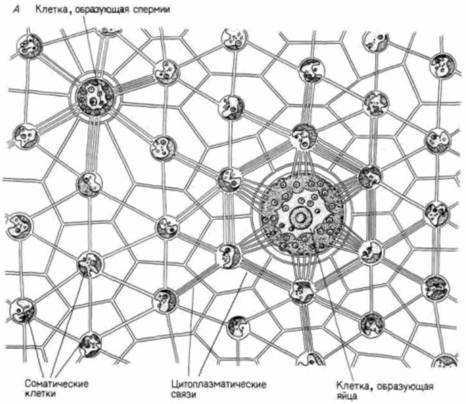 А Клетка, образующая спермии
Соматические
клетки
Цитоплазматические
связи
Клетка, образующая
яйца